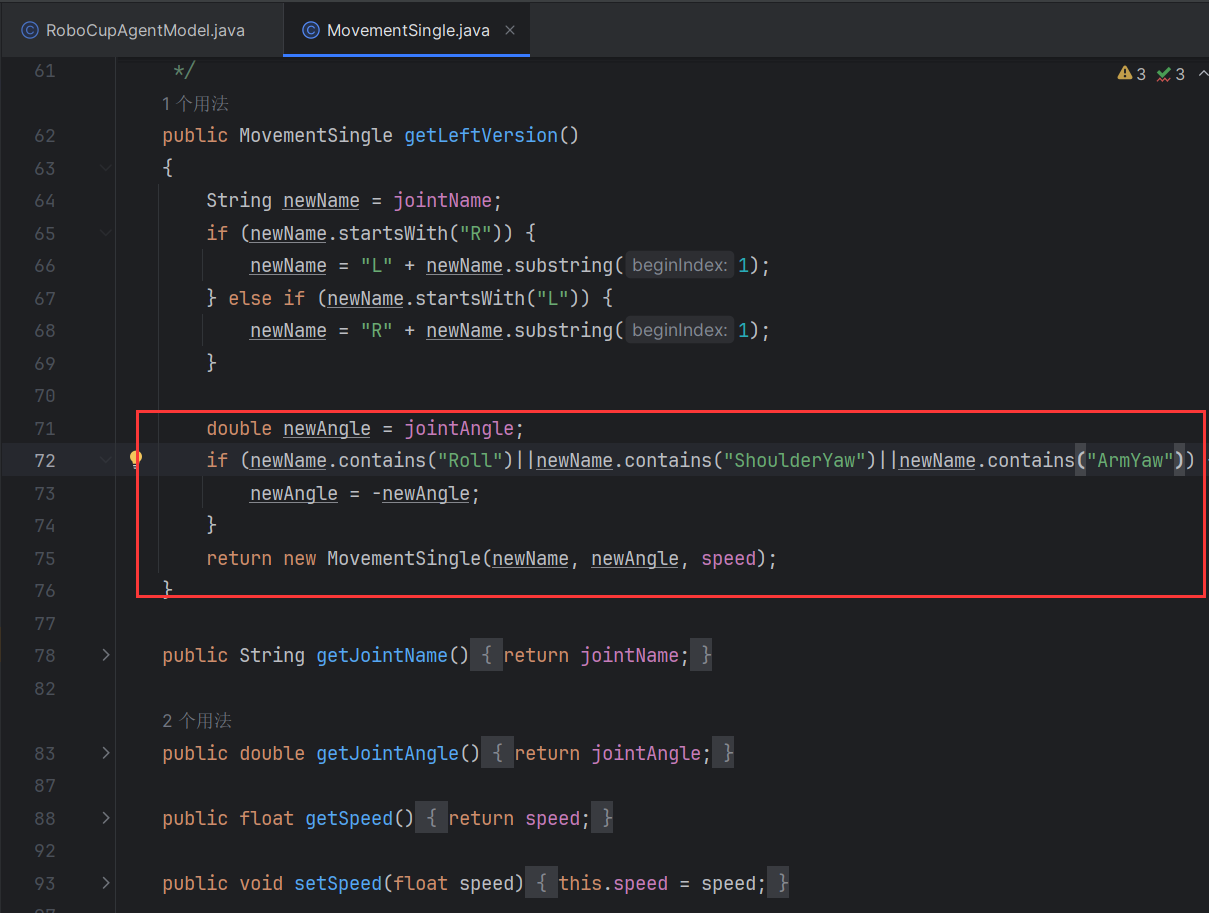 RoboCupAgentModel.java MovementSingle.java
61 */
3 3
1 个用法
62 public MovementSingle getLeftVersion()
63 {
64 String newName = jointName;
65 if (newName.startsWith("R")) {
66 newName = "L" + newName.substring( beginIndex: 1);
67 } else if (newName.startsWith("L")) {
68 newName = "R" + newName.substring( beginIndex: 1);
69 }
70
71 double newAngle = jointAngle;
72 if (newName.contains("Roll")||newName.contains("ShoulderYaw")||newName.contains("ArmYaw"))
73 newAngle = -newAngle;
74 }
75 return new MovementSingle(newName, newAngle, speed);
76 }
77
78 public String getJointName() { return jointName; }
82
2 个用法
83 public double getJointAngle() { return jointAngle; }
87
88 public float getSpeed() { return speed; }
92
93 public void setSpeed(float speed) { this.speed = speed; }
97